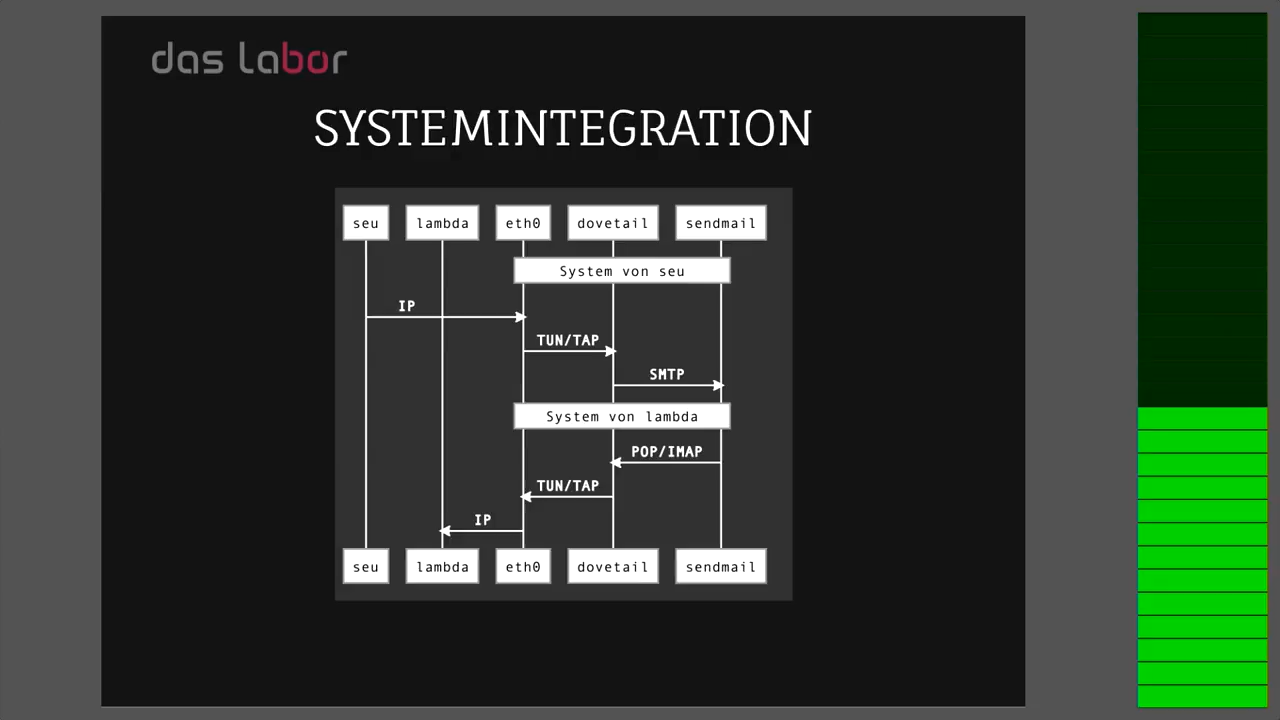 das labor
SYSTEMINTEGRATION
seu lambda eth0 dovetail sendmail
System von seu
IP
TUN/TAP
SMTP
System von lambda
POP/IMAP
TUN/TAP
IP
seu lambda eth0 dovetail sendmail